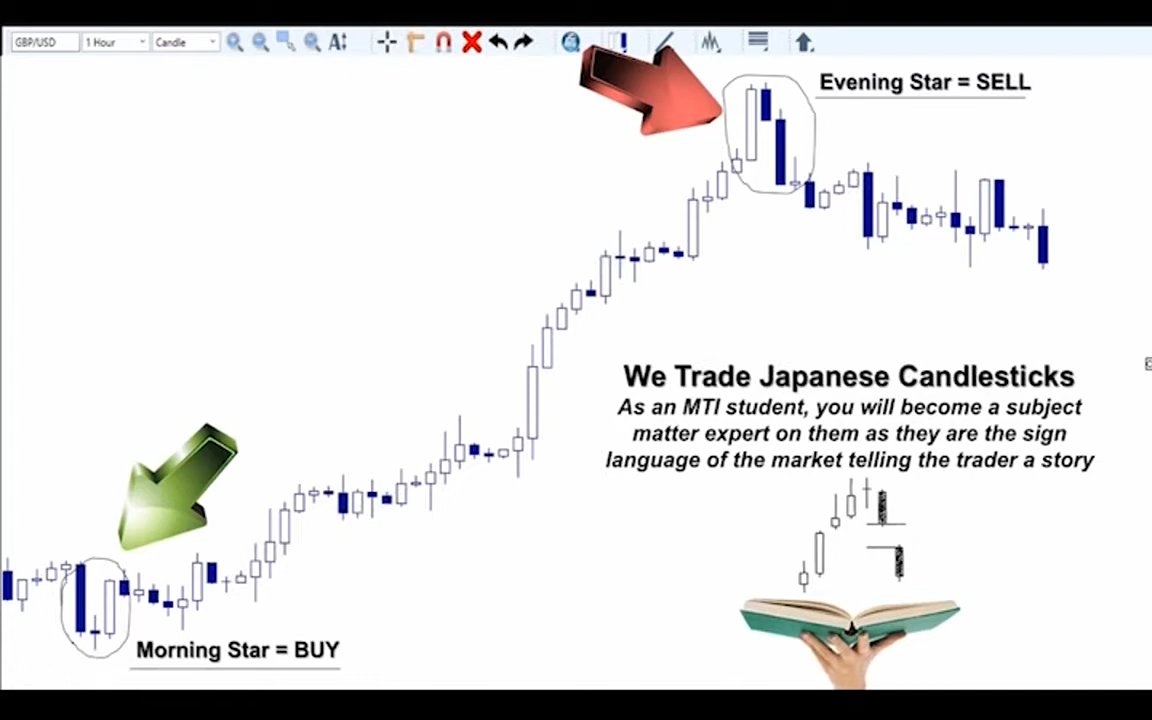 GBP/USD
1 Hour
Candle
Evening Star = SELL
We Trade Japanese Candlesticks
As an MTI student, you will become a subject
matter expert on them as they are the sign
language of the market telling the trader a story
Morning Star = BUY